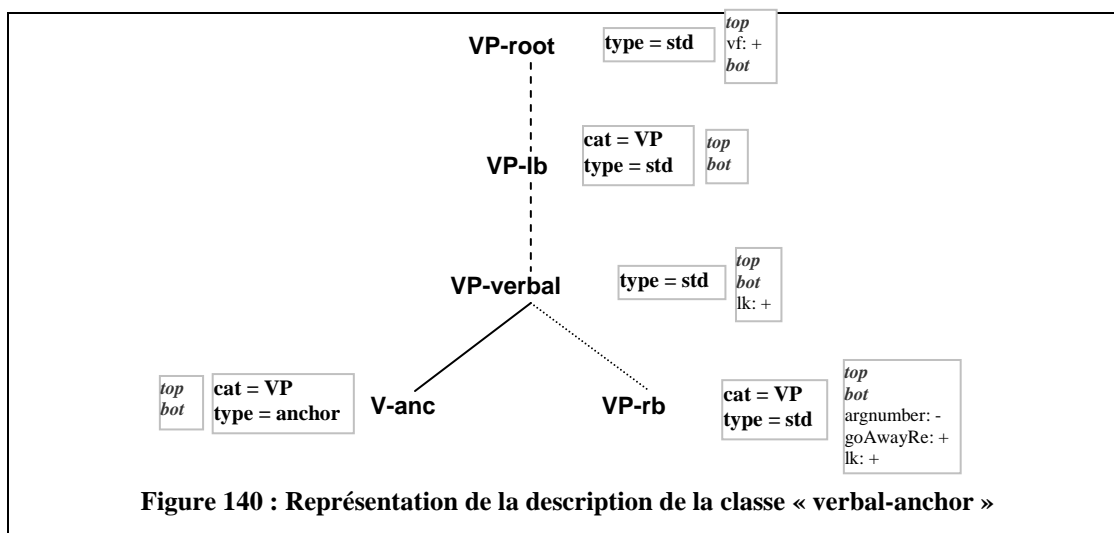 VP-root
type = std
top
vf: +
bot
VP-lb
cat = VP
type = std
top
bot
VP-verbal
type = std
top
bot
lk: +
top
bot
cat = VP
type = anchor
V-anc
VP-rb
cat = VP
type = std
top
bot
argnumber: -
goAwayRe: +
lk: +
Figure 140 : Représentation de la description de la classe « verbal-anchor »